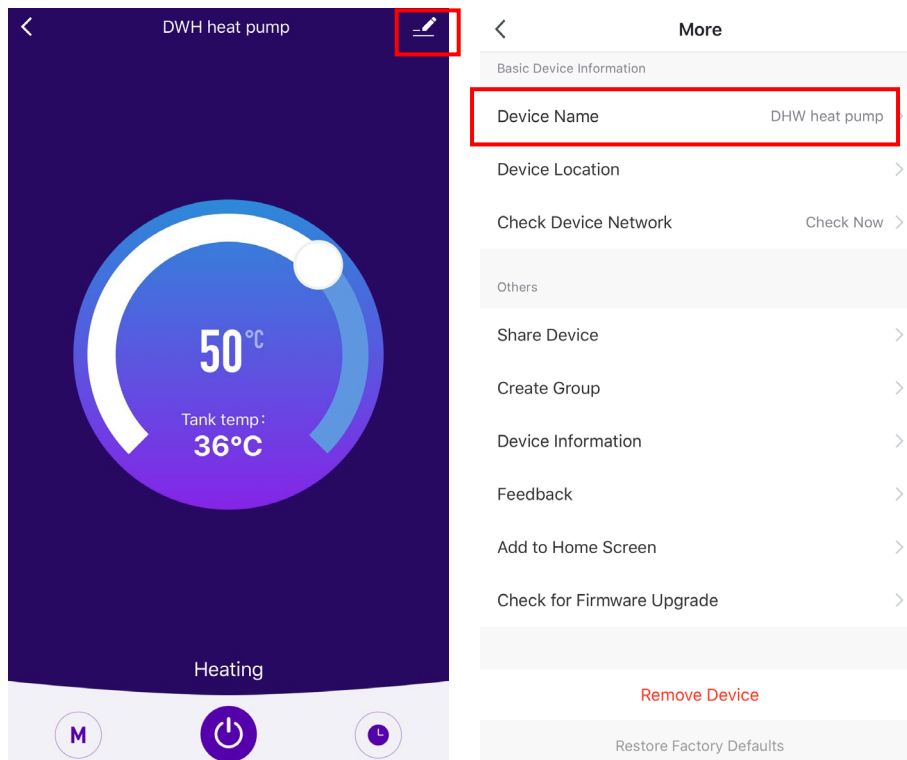 DWH heat pump
50°C
Tank temp:
36°C
Heating
M
More
Basic Device Information
Device Name DHW heat pump
Device Location
Check Device Network Check Now
Others
Share Device
Create Group
Device Information
Feedback
Add to Home Screen
Check for Firmware Upgrade
Remove Device
Restore Factory Defaults